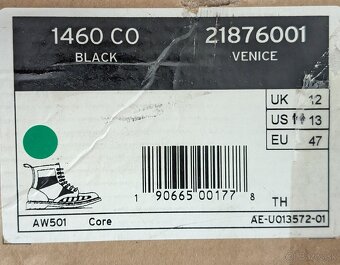 1460 CO 21876001
BLACK VENICE
UK 12
US 13
EU 47
1 90665 00177 8
TH
AW501 Core AE-U013572-01